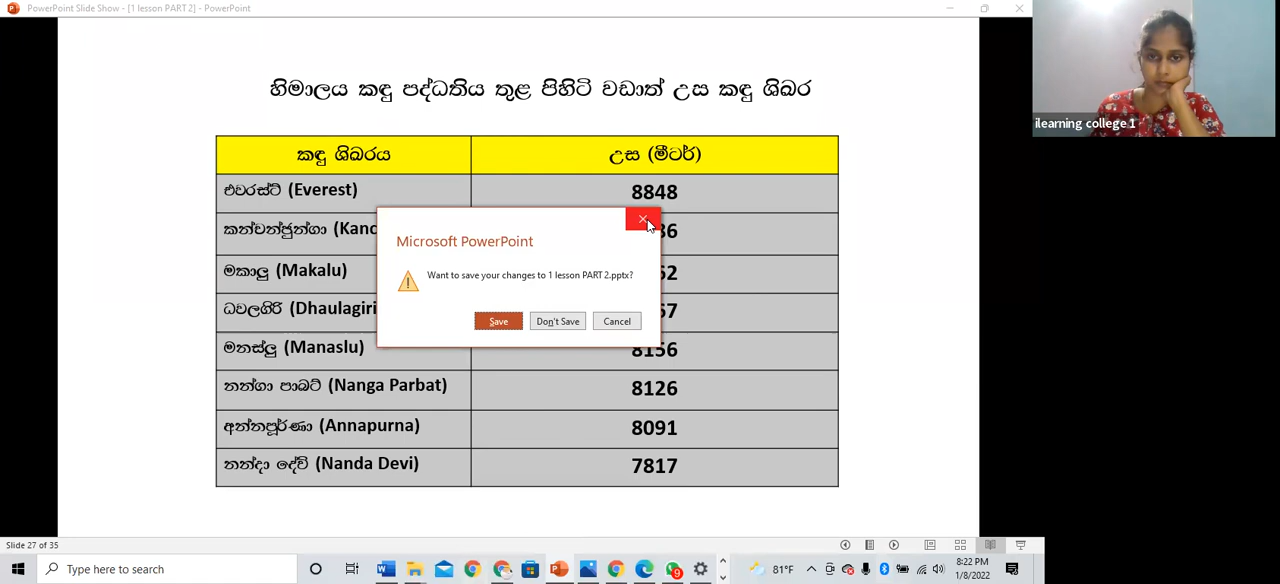 PowerPoint Slide Show - [1 lesson PART 2] - PowerPoint
හිමාලය කඳු පද්ධතිය තුළ පිහිටි වඩාත් උස කඳු ශිඛර
කඳු ශිඛරය උස (මීටර්)
එවරස්ට් (Everest) 8848
කන්චන්ජුන්ගා
මකාලු (Makalu)
ධවලගිරි (Dhaulagiri
මනස්ලු (Manaslu) 8156
නන්ගා පාබට් (Nanga Parbat) 8126
අන්නපූර්ණා (Annapurna) 8091
නන්දා දේවි (Nanda Devi) 7817
Microsoft PowerPoint
Want to save your changes to 1 lesson PART 2.pptx?
Save Don't Save Cancel
ilearning college 1
Slide 27 of 35
Type here to search
81°F
8:22 PM
1/8/2022